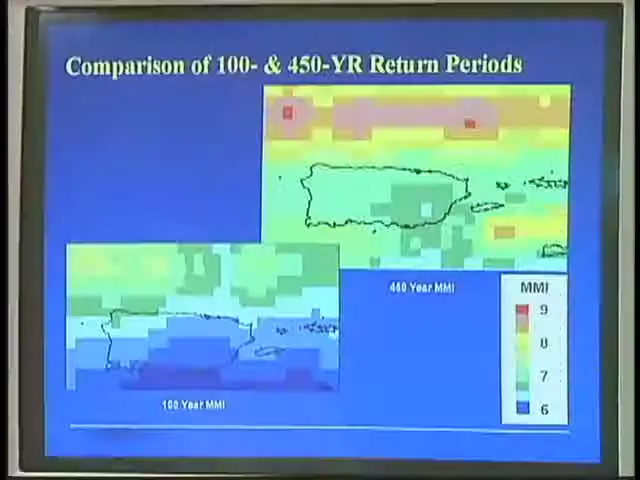 Comparison of 100- & 450-YR Return Periods
450 Year MMI
MMI
9
8
7
6
100 Year MMI